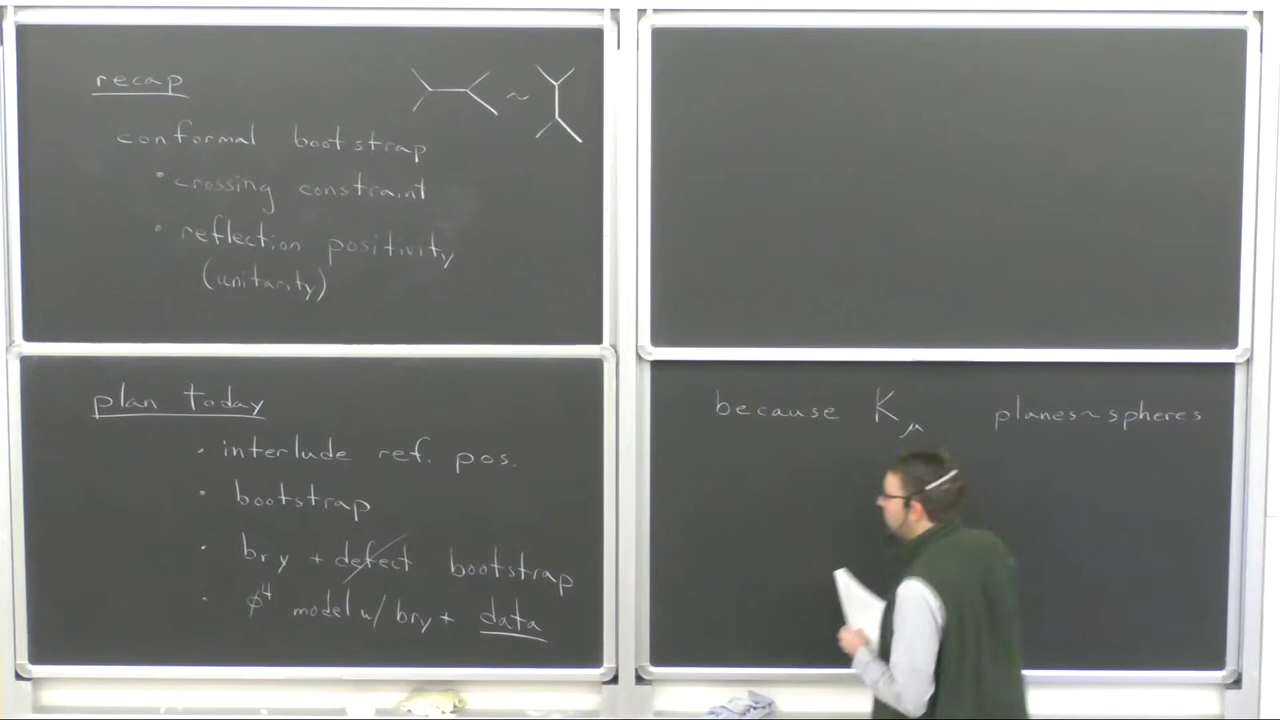 recap
~
conformal bootstrap
• crossing constraint
• reflection positivity
(unitarity)
plan today
• interlude ref. pos.
• bootstrap
• bry + defect bootstrap
• φ⁴ model w/ bry + data
because Kμ planes~spheres